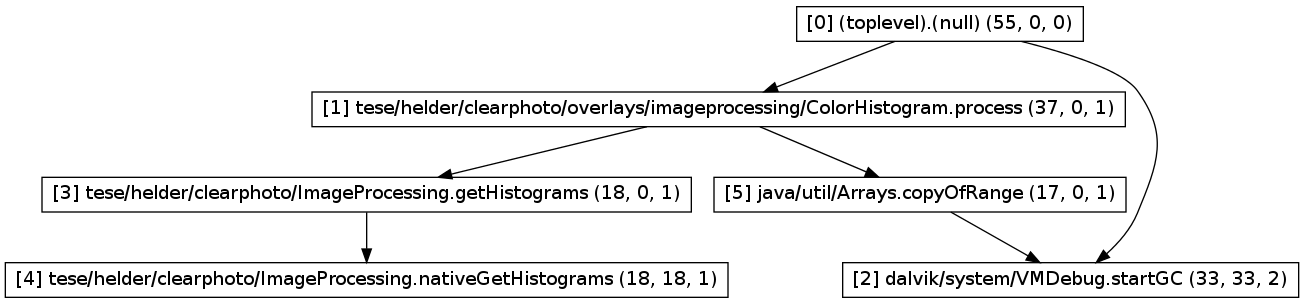 [0] (toplevel).(null) (55, 0, 0)
[1] tese/helder/clearphoto/overlays/imageprocessing/ColorHistogram.process (37, 0, 1)
[3] tese/helder/clearphoto/ImageProcessing.getHistograms (18, 0, 1)
[5] java/util/Arrays.copyOfRange (17, 0, 1)
[4] tese/helder/clearphoto/ImageProcessing.nativeGetHistograms (18, 18, 1)
[2] dalvik/system/VMDebug.startGC (33, 33, 2)